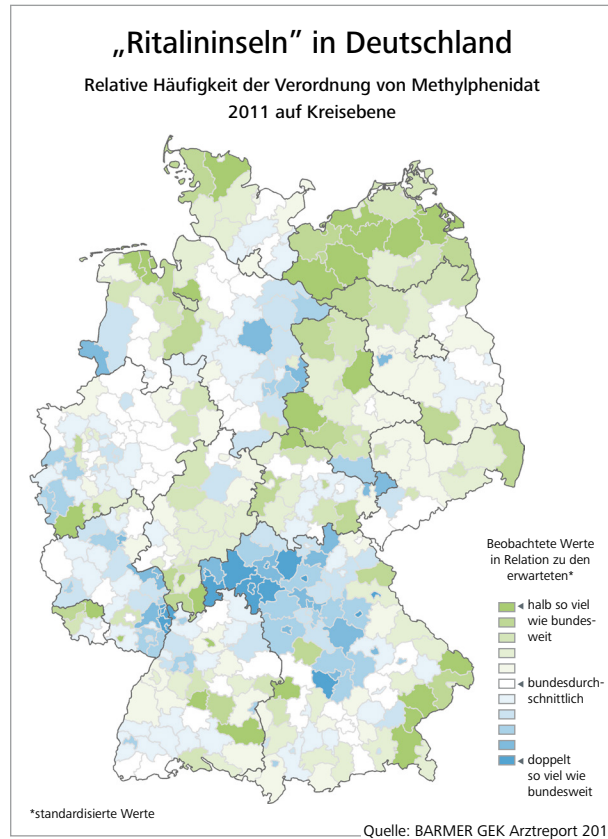 „Ritalininseln” in Deutschland
Relative Häufigkeit der Verordnung von Methylphenidat
2011 auf Kreisebene
Beobachtete Werte
in Relation zu den
erwarteten*
halb so viel
wie bundes-
weit
bundesdurch-
schnittlich
doppelt
so viel wie
bundesweit
*standardisierte Werte
Quelle: BARMER GEK Arztreport 201